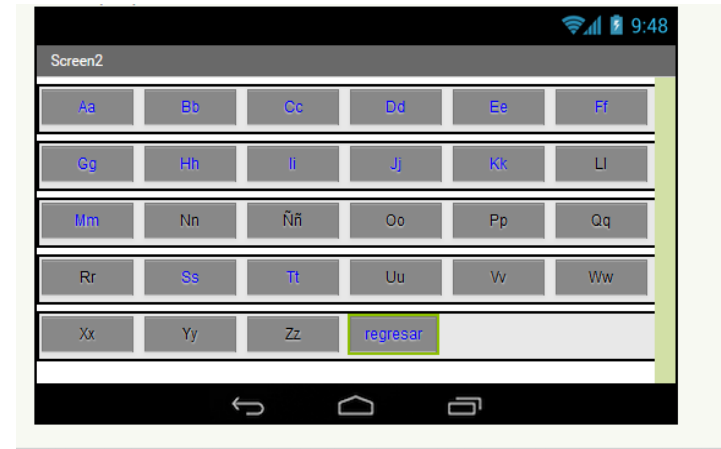 9:48
Screen2
Aa Bb Cc Dd Ee Ff
Gg Hh Ii Jj Kk Ll
Mm Nn Ññ Oo Pp Qq
Rr Ss Tt Uu Vv Ww
Xx Yy Zz regresar